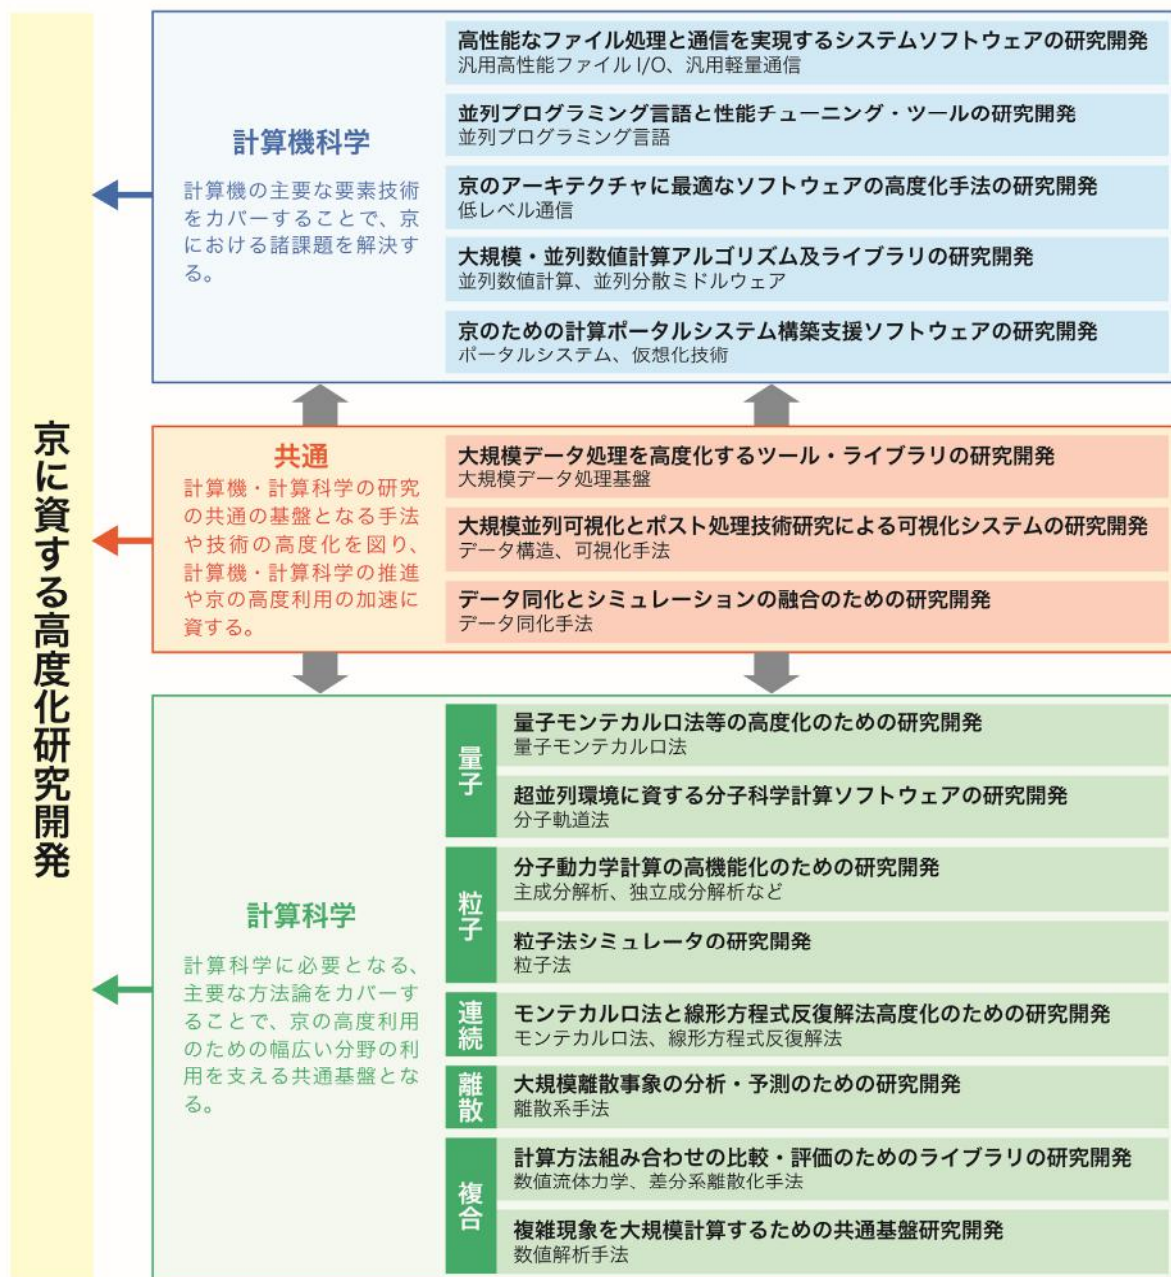 京に資する高度化研究開発
計算機科学
計算機の主要な要素技術
をカバーすることで、京
における諸課題を解決す
る。
高性能なファイル処理と通信を実現するシステムソフトウェアの研究開発
汎用高性能ファイル I/O、汎用軽量通信
並列プログラミング言語と性能チューニング・ツールの研究開発
並列プログラミング言語
京のアーキテクチャに最適なソフトウェアの高度化手法の研究開発
低レベル通信
大規模・並列数値計算アルゴリズム及ライブラリの研究開発
並列数値計算、並列分散ミドルウェア
京のための計算ポータルシステム構築支援ソフトウェアの研究開発
ポータルシステム、仮想化技術
共通
計算機・計算科学の研究
の共通の基盤となる手法
や技術の高度化を図り、
計算機・計算科学の推進
や京の高度利用の加速に
資する。
大規模データ処理を高度化するツール・ライブラリの研究開発
大規模データ処理基盤
大規模並列可視化とポスト処理技術研究による可視化システムの研究開発
データ構造、可視化手法
データ同化とシミュレーションの融合のための研究開発
データ同化手法
計算科学
計算科学に必要となる、
主要な方法論をカバーす
ることで、京の高度利用
のための幅広い分野の利
用を支える共通基盤とな
る。
量子
量子モンテカルロ法等の高度化のための研究開発
量子モンテカルロ法
超並列環境に資する分子科学計算ソフトウェアの研究開発
分子軌道法
粒子
分子動力学計算の高機能化のための研究開発
主成分解析、独立成分解析など
粒子法シミュレータの研究開発
粒子法
連続
モンテカルロ法と線形方程式反復解法高度化のための研究開発
モンテカルロ法、線形方程式反復解法
離散
大規模離散事象の分析・予測のための研究開発
離散系手法
複合
計算方法組み合わせの比較・評価のためのライブラリの研究開発
数値流体力学、差分系離散化手法
複雑現象を大規模計算するための共通基盤研究開発
数値解析手法